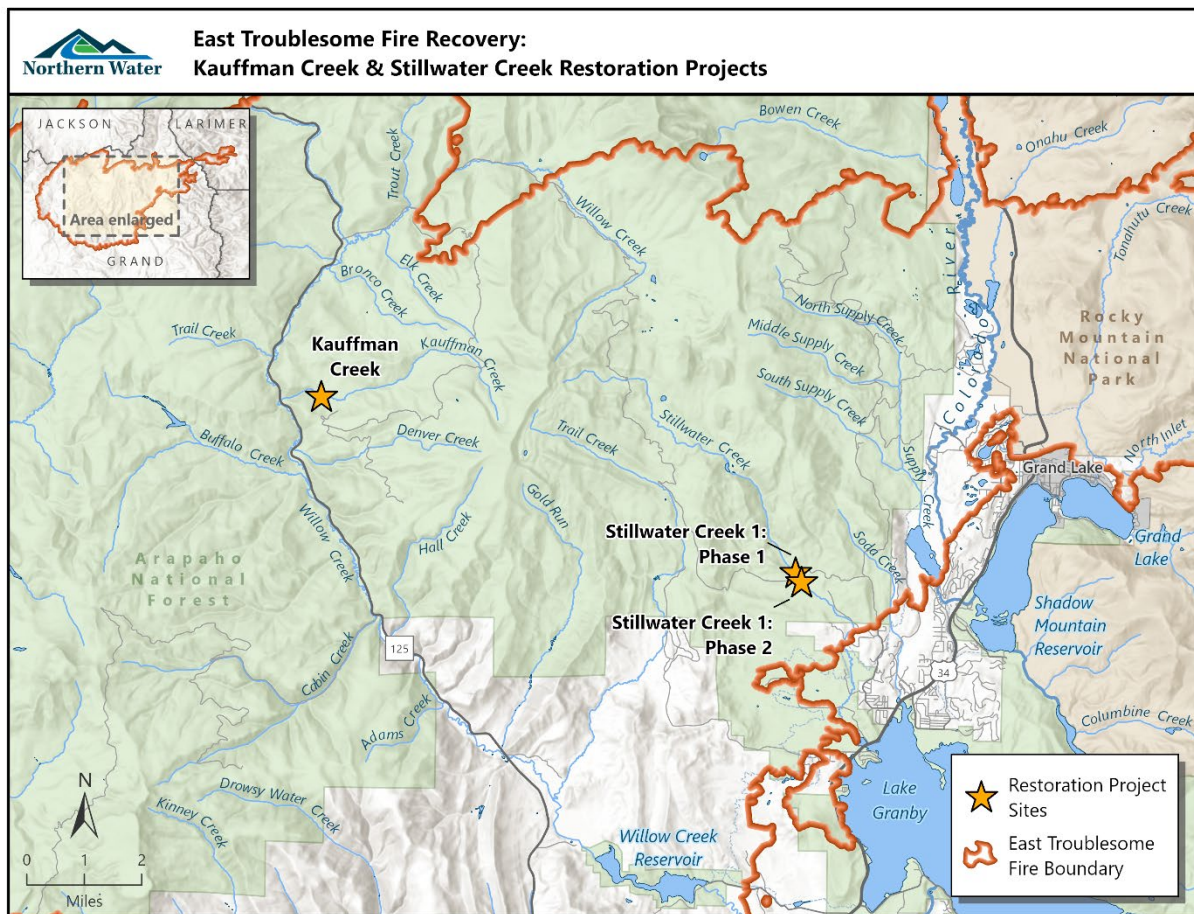 Northern Water
East Troublesome Fire Recovery:
Kauffman Creek & Stillwater Creek Restoration Projects
JACKSON
LARIMER
Area enlarged
GRAND
Trout Creek
Bowen Creek
Onahu Creek
Tonahutu Creek
Willow Creek
Elk Creek
Bronco Creek
River
North Supply Creek
Middle Supply Creek
South Supply Creek
Colorado
Rocky
Mountain
National
Park
Trail Creek
Kauffman
Creek
Kauffman Creek
Buffalo Creek
Denver Creek
Trail Creek
Stillwater Creek
Supply Creek
North Inlet
Grand Lake
Gold Run
Willow Creek
Hall Creek
Stillwater Creek 1:
Phase 1
Soda Creek
Grand
Lake
Arapaho
National
Forest
Stillwater Creek 1:
Phase 2
Shadow
Mountain
Reservoir
125
34
Cabin Creek
Adams Creek
Columbine Creek
N
Drowsy Water Creek
Kinney Creek
Lake
Granby
Willow Creek
Reservoir
0 1 2
Miles
Restoration Project
Sites
East Troublesome
Fire Boundary